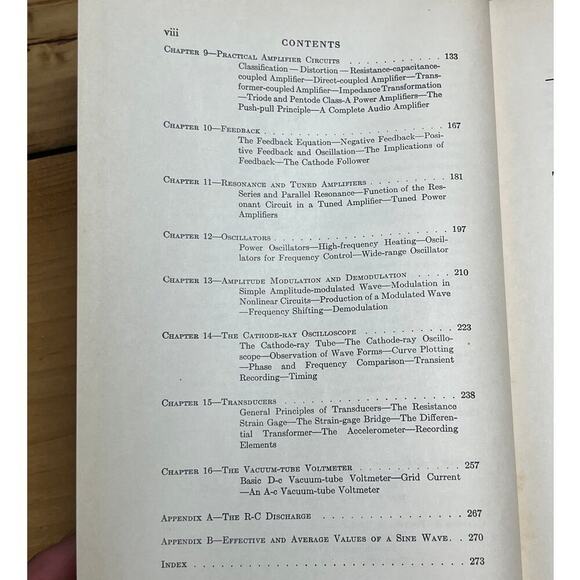 viii
CONTENTS
CHAPTER 9—PRACTICAL AMPLIFIER CIRCUITS . . . . . . . . . . . 133
Classification—Distortion—Resistance-capacitance-
coupled Amplifier—Direct-coupled Amplifier—Trans-
former-coupled Amplifier—Impedance Transformation
—Triode and Pentode Class-A Power Amplifiers—The
Push-pull Principle—A Complete Audio Amplifier
CHAPTER 10—FEEDBACK . . . . . . . . . . . . . . . . . . . . 167
The Feedback Equation—Negative Feedback—Posi-
tive Feedback and Oscillation—The Implications of
Feedback—The Cathode Follower
CHAPTER 11—RESONANCE AND TUNED AMPLIFIERS . . . . . . . . . 181
Series and Parallel Resonance—Function of the Res-
onant Circuit in a Tuned Amplifier—Tuned Power
Amplifiers
CHAPTER 12—OSCILLATORS . . . . . . . . . . . . . . . . . . . 197
Power Oscillators—High-frequency Heating—Oscil-
lators for Frequency Control—Wide-range Oscillator
CHAPTER 13—AMPLITUDE MODULATION AND DEMODULATION . . . . . 210
Simple Amplitude-modulated Wave—Modulation in
Nonlinear Circuits—Production of a Modulated Wave
—Frequency Shifting—Demodulation
CHAPTER 14—THE CATHODE-RAY OSCILLOSCOPE . . . . . . . . . . . 223
The Cathode-ray Tube—The Cathode-ray Oscillo-
scope—Observation of Wave Forms—Curve Plotting
—Phase and Frequency Comparison—Transient
Recording—Timing
CHAPTER 15—TRANSDUCERS . . . . . . . . . . . . . . . . . . . 238
General Principles of Transducers—The Resistance
Strain Gage—The Strain-gage Bridge—The Differen-
tial Transformer—The Accelerometer—Recording
Elements
CHAPTER 16—THE VACUUM-TUBE VOLTMETER . . . . . . . . . . . . 257
Basic D-c Vacuum-tube Voltmeter—Grid Current
—An A-c Vacuum-tube Voltmeter
APPENDIX A—THE R-C DISCHARGE . . . . . . . . . . . . . . . . 267
APPENDIX B—EFFECTIVE AND AVERAGE VALUES OF A SINE WAVE . . 270
INDEX . . . . . . . . . . . . . . . . . . . . . . . . . . . 273